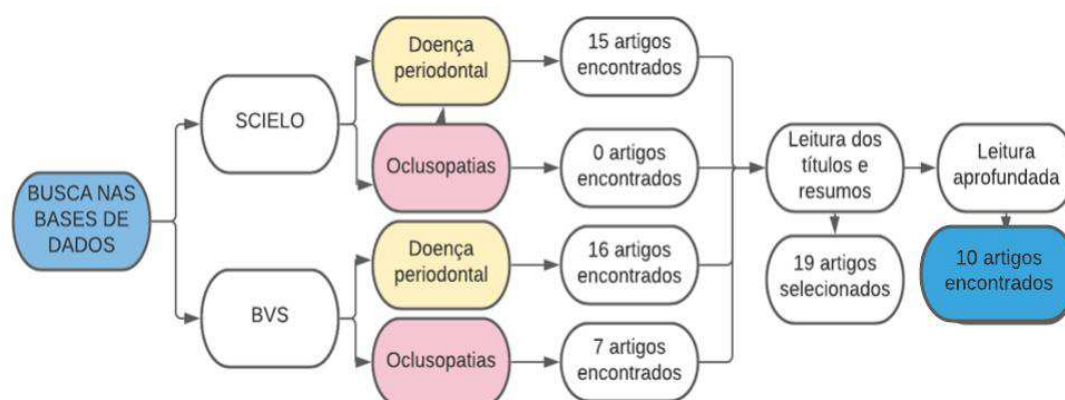 BUSCA NAS
BASES DE
DADOS
SCIELO
BVS
Doença
periodontal
Oclusopatias
Doença
periodontal
Oclusopatias
15 artigos
encontrados
0 artigos
encontrados
16 artigos
encontrados
7 artigos
encontrados
Leitura dos
títulos e
resumos
19 artigos
selecionados
Leitura
aprofundada
10 artigos
encontrados